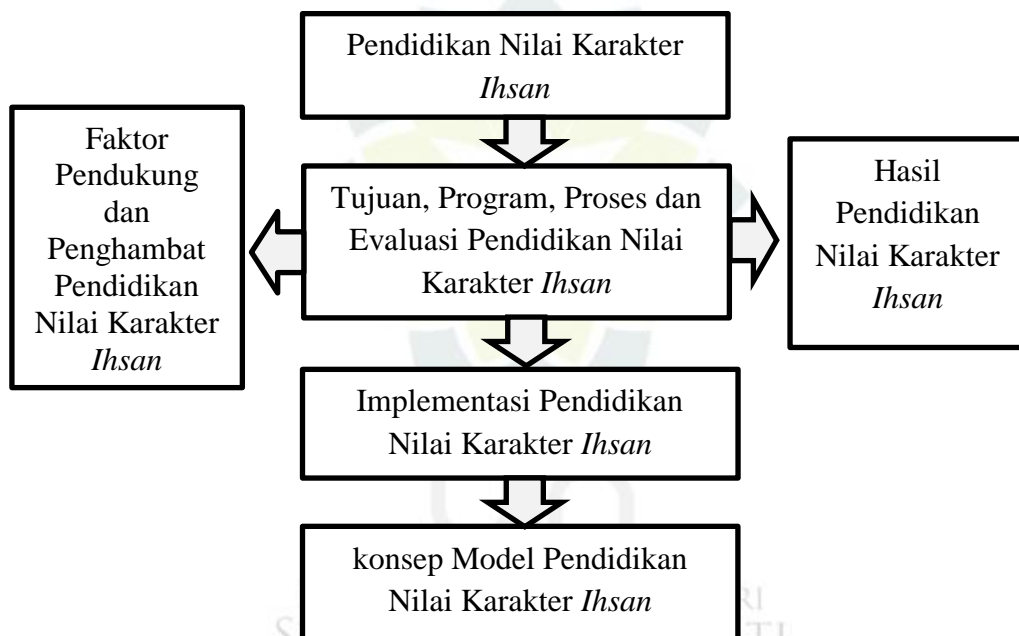 Pendidikan Nilai Karakter
Ihsan
Faktor
Pendukung
dan
Penghambat
Pendidikan
Nilai Karakter
Ihsan
Tujuan, Program, Proses dan
Evaluasi Pendidikan Nilai
Karakter Ihsan
Hasil
Pendidikan
Nilai Karakter
Ihsan
Implementasi Pendidikan
Nilai Karakter Ihsan
konsep Model Pendidikan
Nilai Karakter Ihsan